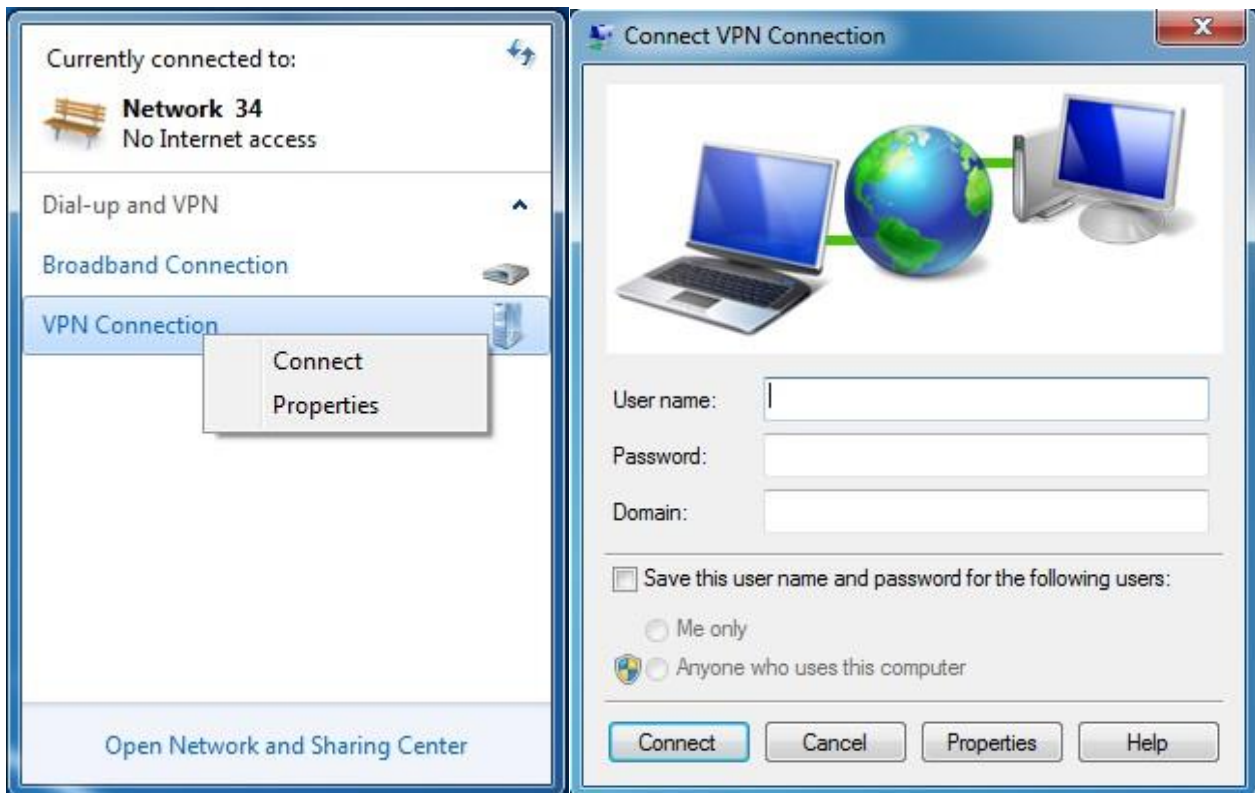 Currently connected to:
Network 34
No Internet access
Dial-up and VPN
Broadband Connection
VPN Connection
Connect
Properties
Open Network and Sharing Center
Connect VPN Connection
User name:
Password:
Domain:
Save this user name and password for the following users:
Me only
Anyone who uses this computer
Connect Cancel Properties Help